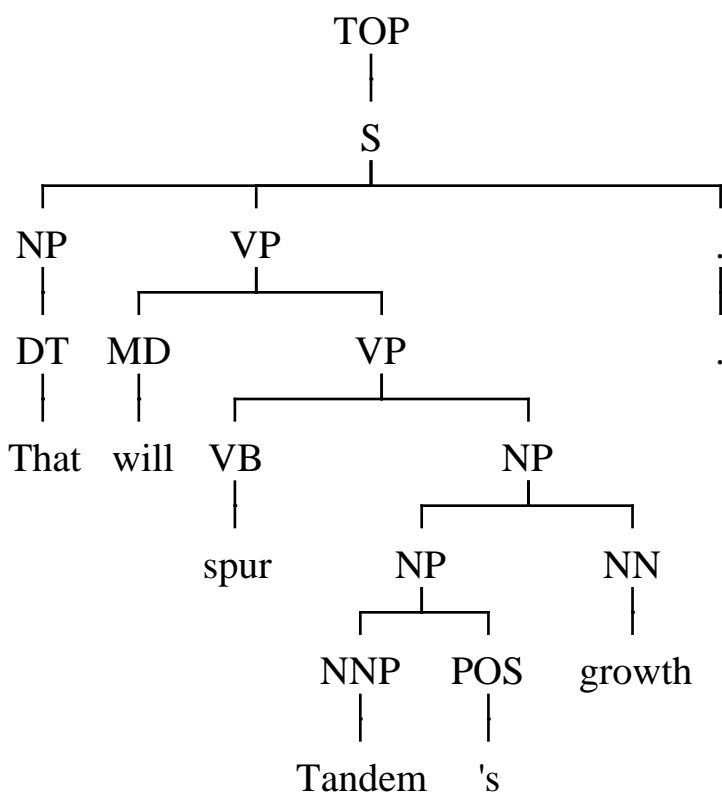 TOP
S
NP VP .
DT MD VP .
That will VB NP
spur NP NN
NNP POS growth
Tandem 's